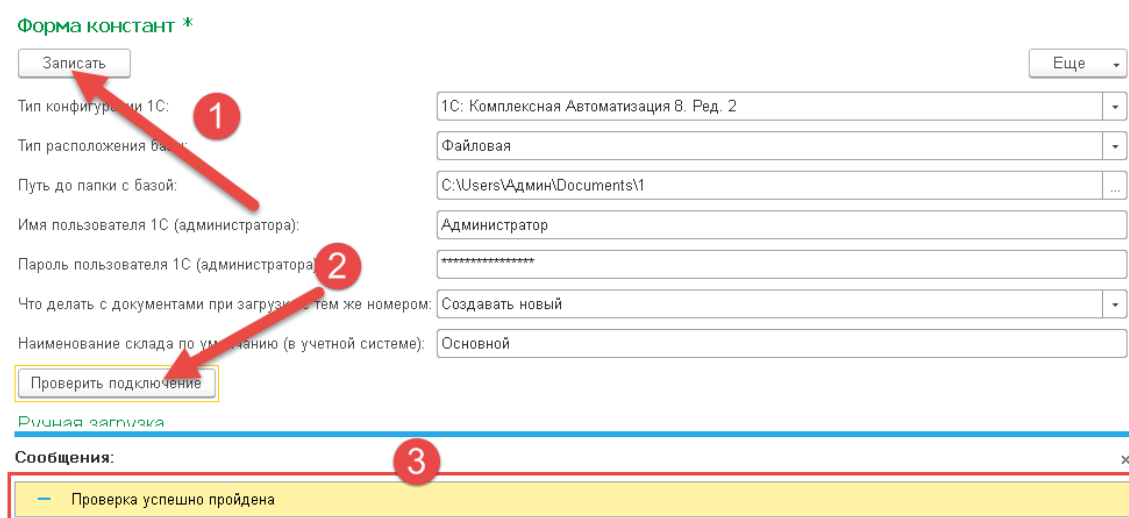 Форма констант *
Записать
Еще
1
Тип конфигурации 1С:
1С: Комплексная Автоматизация 8. Ред. 2
Тип расположения базы:
Файловая
Путь до папки с базой:
C:\Users\Админ\Documents\1
...
Имя пользователя 1С (администратора):
Администратор
Пароль пользователя 1С (администратора)
****************
2
Что делать с документами при загрузке с тем же номером:
Создавать новый
Наименование склада по умолчанию (в учетной системе):
Основной
Проверить подключение
Ручная загрузка
Сообщения:
3
Проверка успешно пройдена